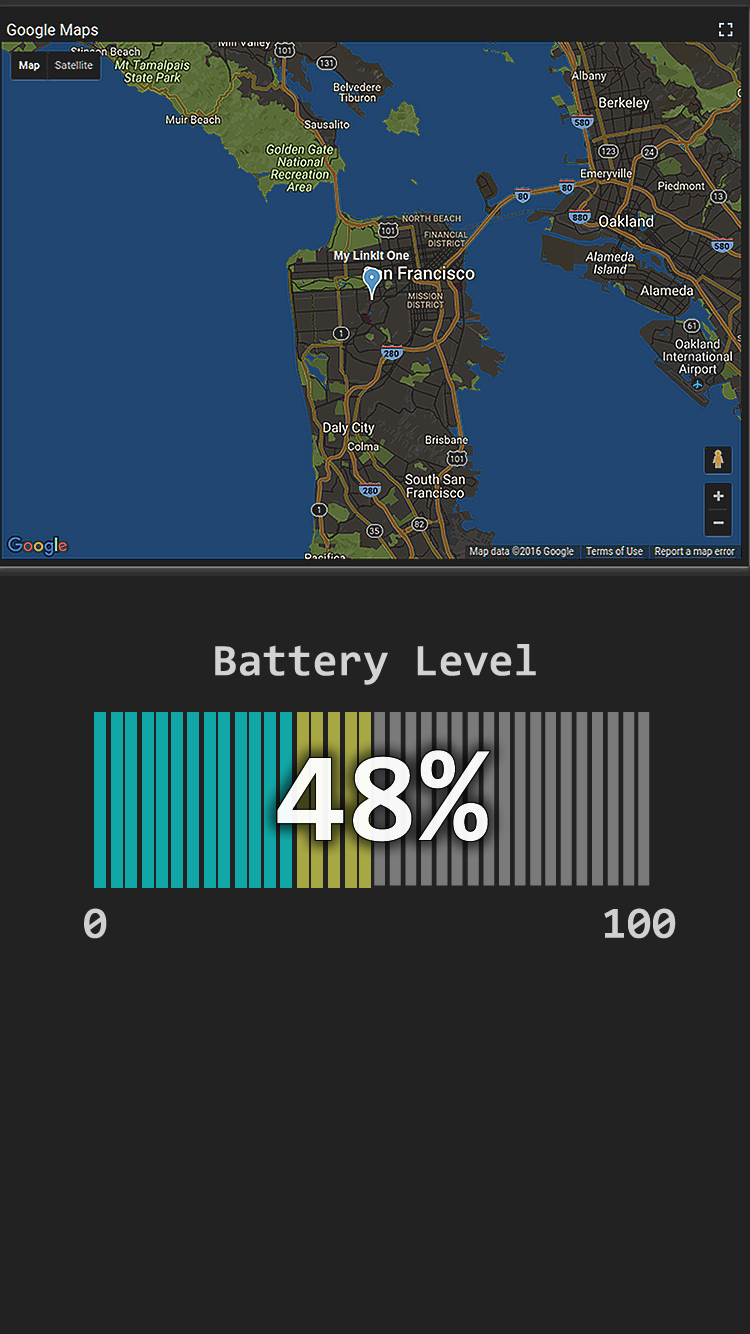 Google Maps
Map
Satellite
Stinson Beach
Mill Valley
101
131
Mt Tamalpais
State Park
Belvedere
Tiburon
Albany
Berkeley
Muir Beach
Sausalito
580
Golden Gate
National
Recreation
Area
123
24
Emeryville
80
80
Piedmont
13
NORTH BEACH
101
880
Oakland
FINANCIAL
DISTRICT
580
My LinkIt One
Alameda
Island
San Francisco
Alameda
MISSION
DISTRICT
1
61
280
Oakland
International
Airport
Daly City
Colma
Brisbane
101
South San
Francisco
280
1
35
82
Google
Pacifica
Map data ©2016 Google
Terms of Use
Report a map error
Battery Level
48%
0
100